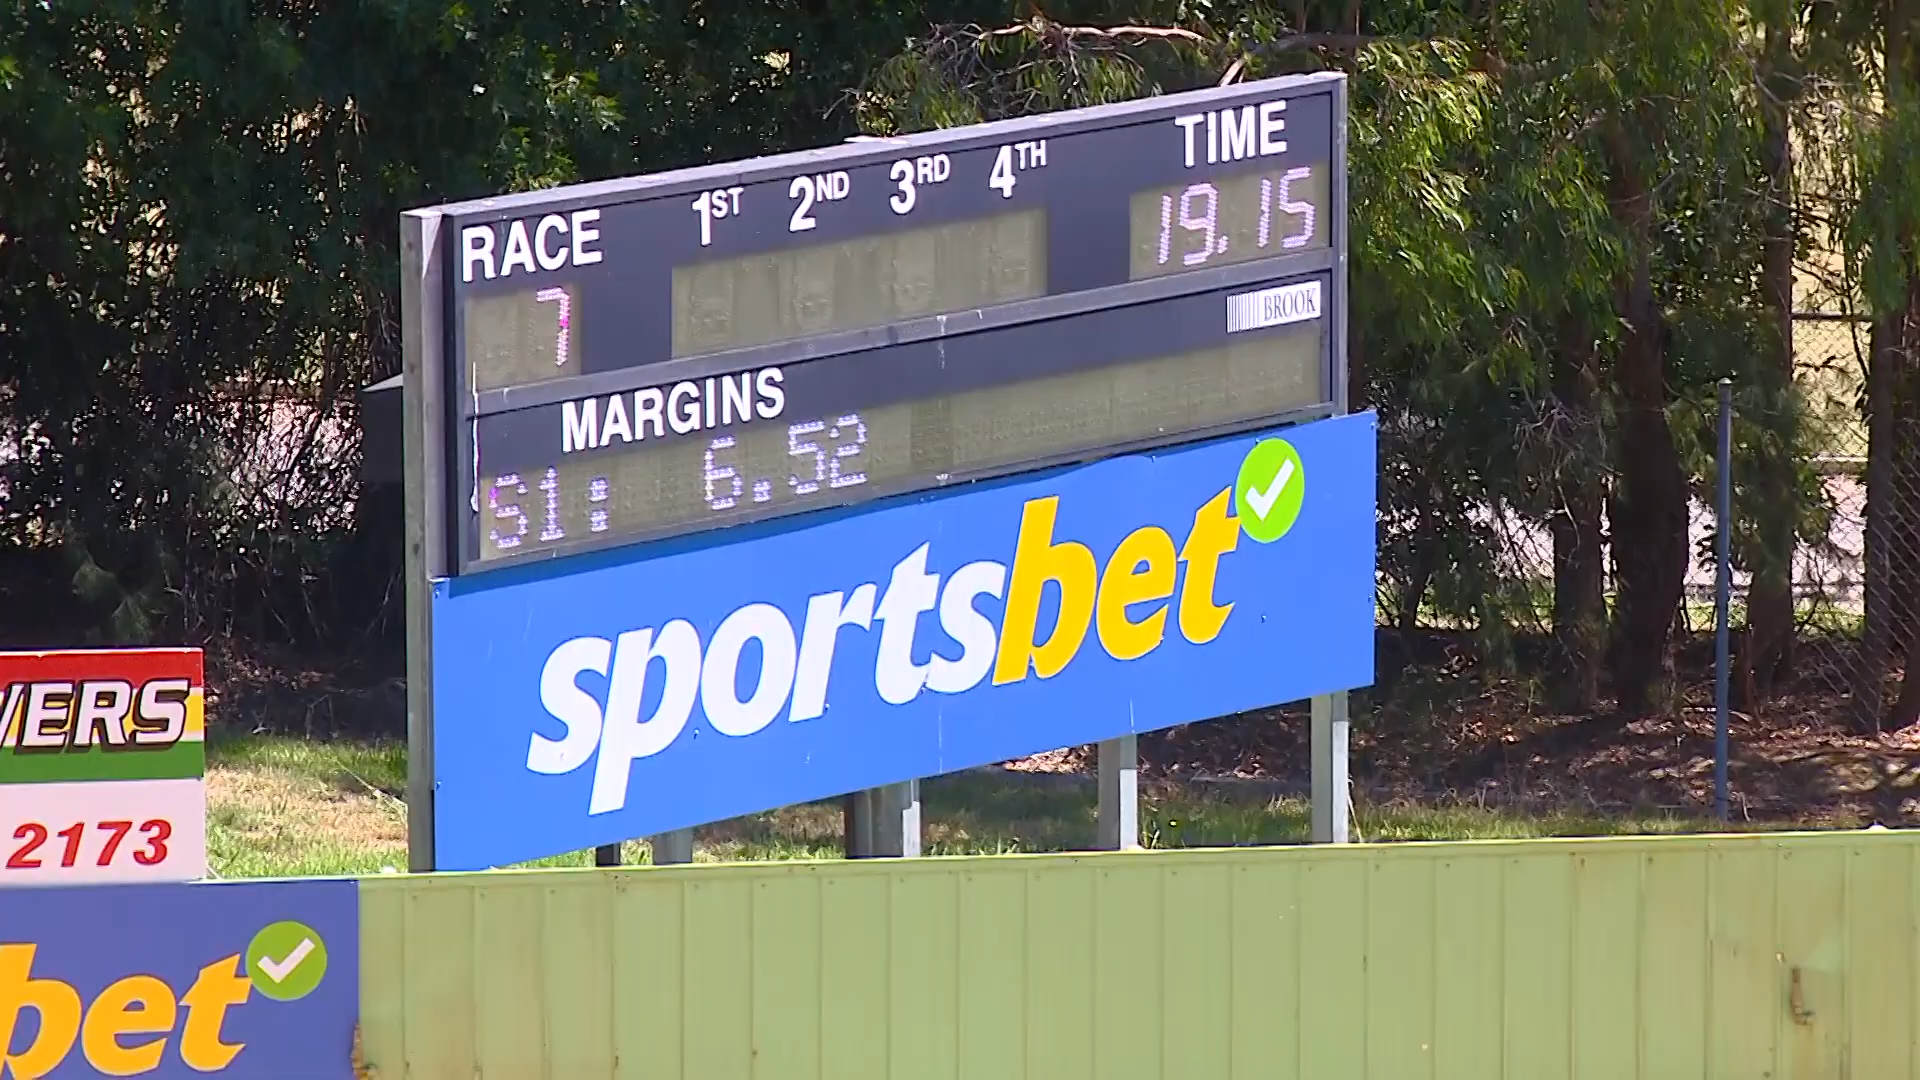 RACE 1ST 2ND 3RD 4TH TIME
7 19.15
BROOK
MARGINS
S1: 6.52
sportsbet
VERS
2173
bet